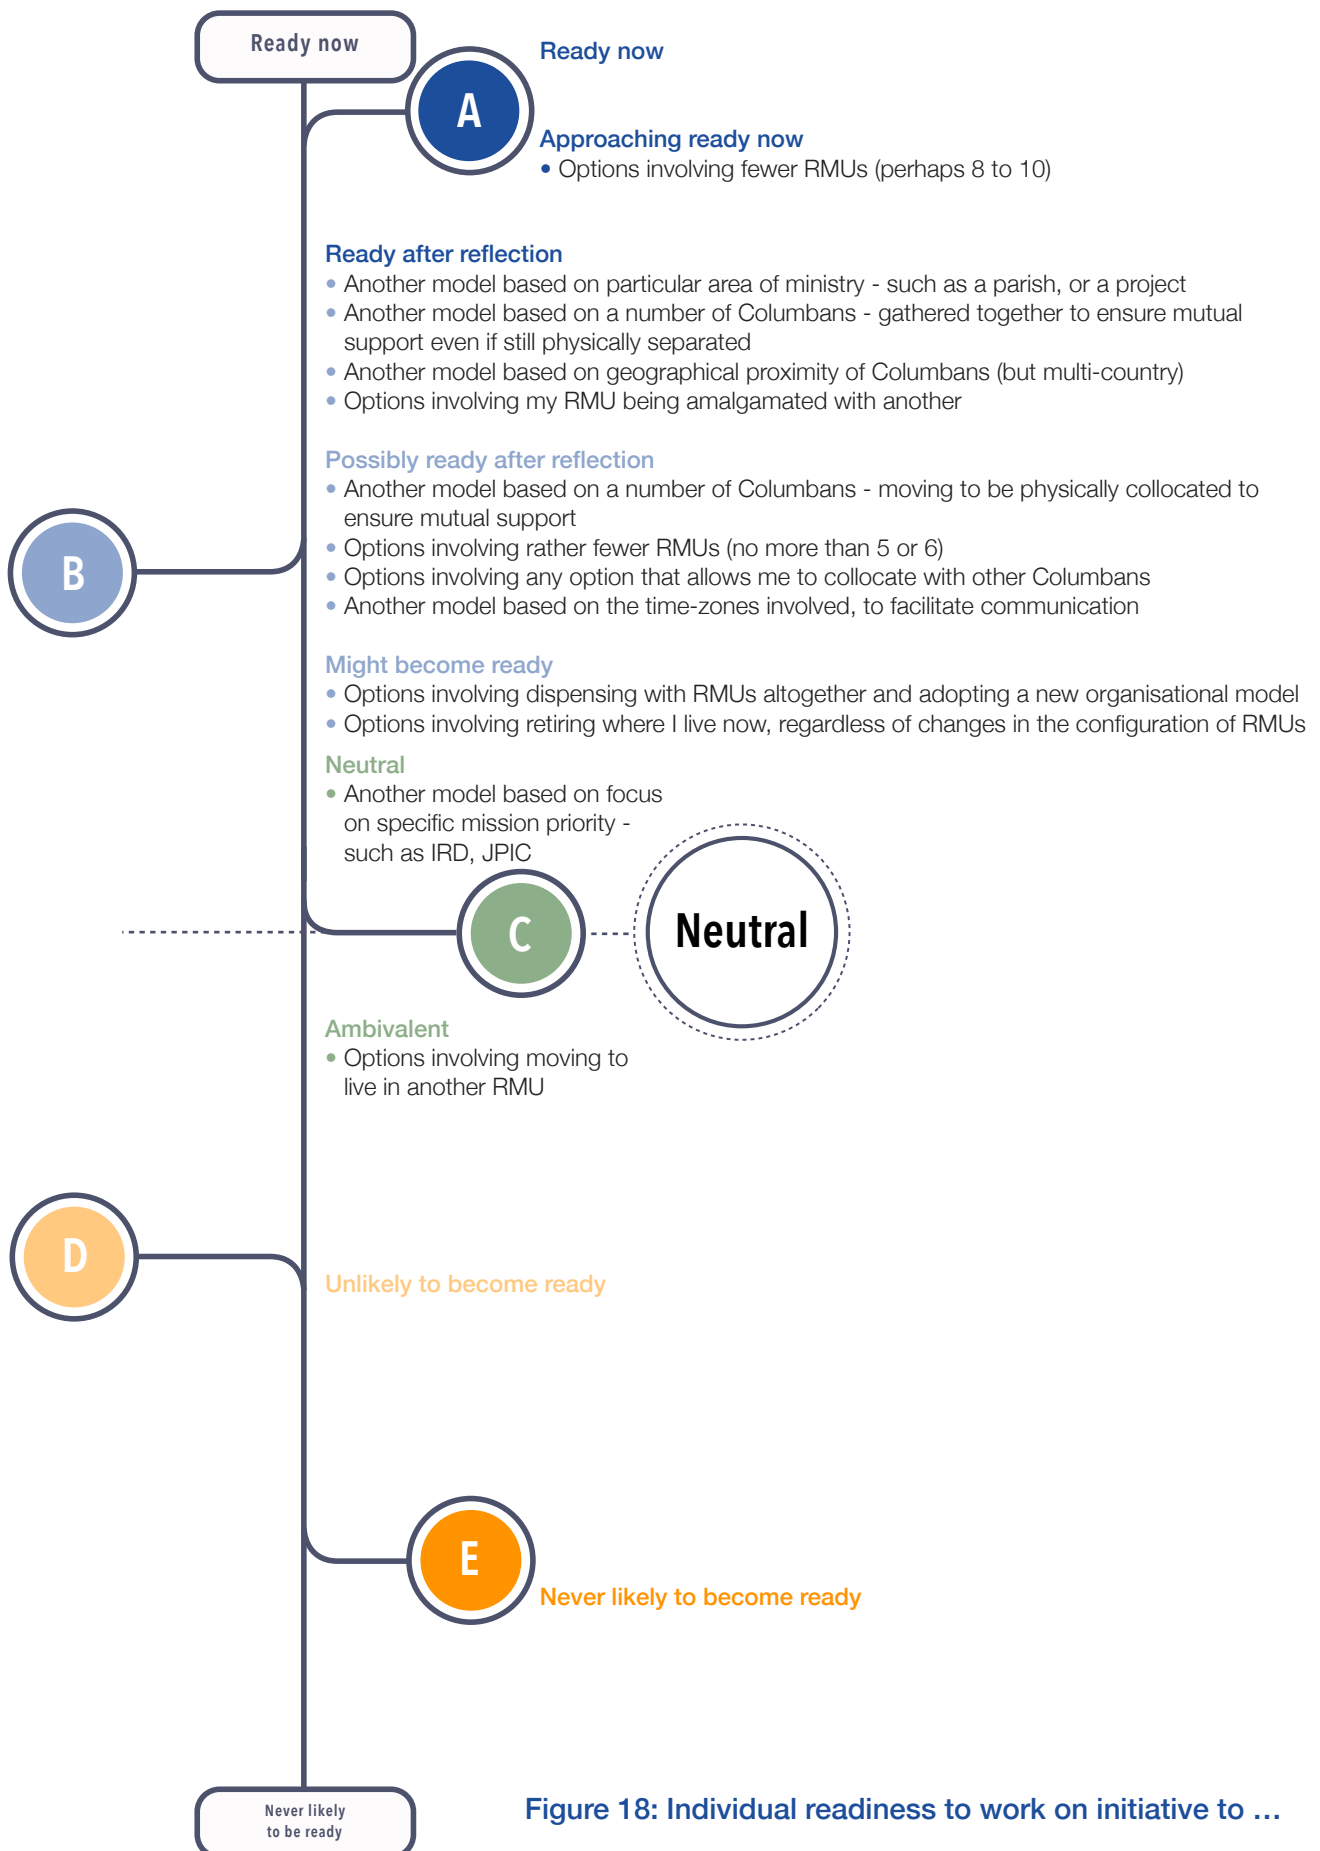 Ready now
Ready now
A
Approaching ready now
• Options involving fewer RMUs (perhaps 8 to 10)
Ready after reflection
• Another model based on particular area of ministry - such as a parish, or a project
• Another model based on a number of Columbans - gathered together to ensure mutual
support even if still physically separated
• Another model based on geographical proximity of Columbans (but multi-country)
• Options involving my RMU being amalgamated with another
Possibly ready after reflection
• Another model based on a number of Columbans - moving to be physically collocated to
ensure mutual support
• Options involving rather fewer RMUs (no more than 5 or 6)
B
• Options involving any option that allows me to collocate with other Columbans
• Another model based on the time-zones involved, to facilitate communication
Might become ready
• Options involving dispensing with RMUs altogether and adopting a new organisational model
• Options involving retiring where I live now, regardless of changes in the configuration of RMUs
Neutral
• Another model based on focus
on specific mission priority -
such as IRD, JPIC
C
Neutral
Ambivalent
• Options involving moving to
live in another RMU
D
Unlikely to become ready
E
Never likely to become ready
Never likely
to be ready
Figure 18: Individual readiness to work on initiative to …